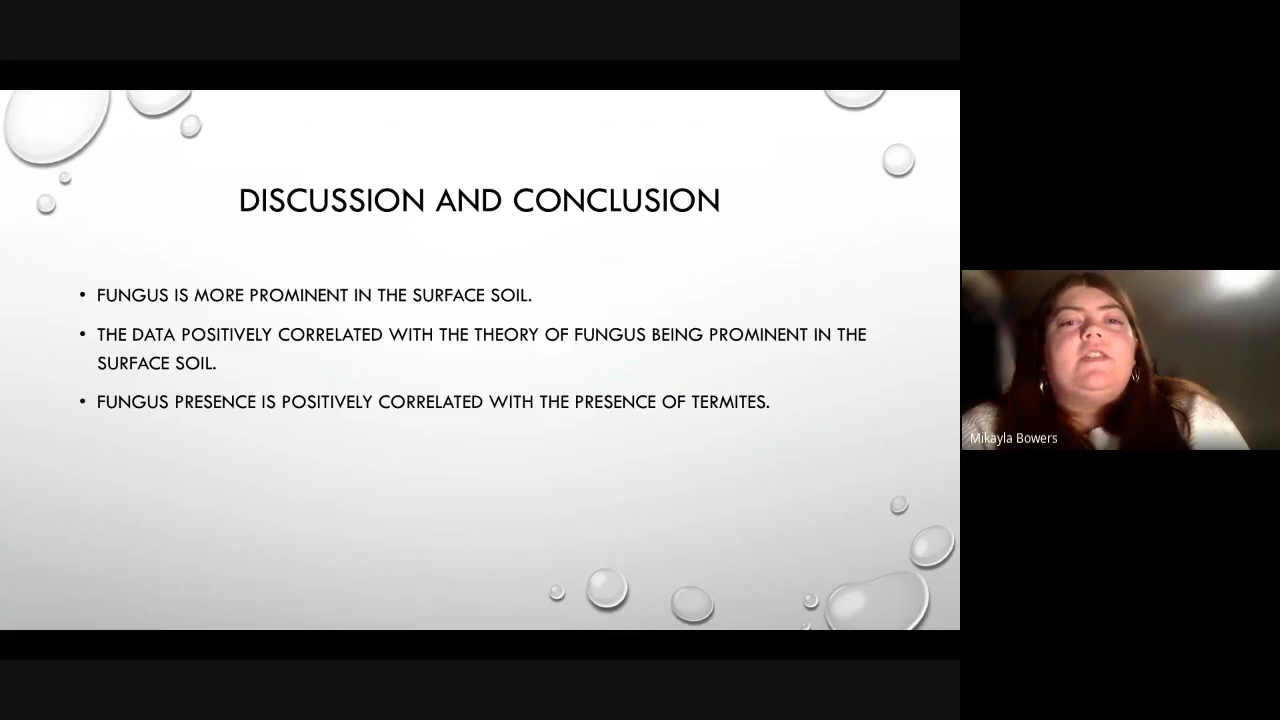 DISCUSSION AND CONCLUSION
• FUNGUS IS MORE PROMINENT IN THE SURFACE SOIL.
• THE DATA POSITIVELY CORRELATED WITH THE THEORY OF FUNGUS BEING PROMINENT IN THE
SURFACE SOIL.
• FUNGUS PRESENCE IS POSITIVELY CORRELATED WITH THE PRESENCE OF TERMITES.
Mikayla Bowers